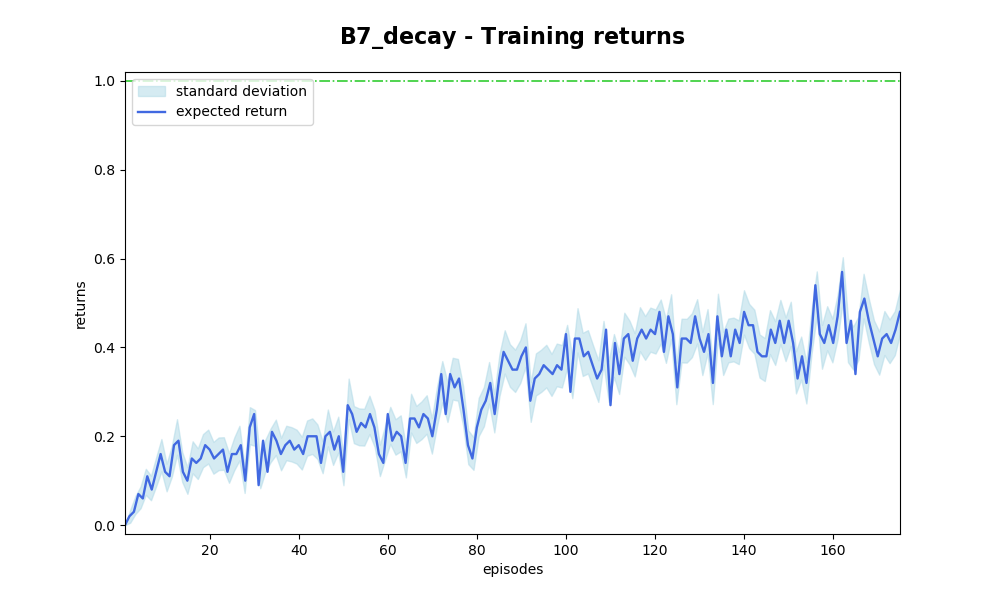 B7_decay - Training returns
standard deviation
expected return
1.0
0.8
0.6
0.4
0.2
0.0
returns
20 40 60 80 100 120 140 160
episodes